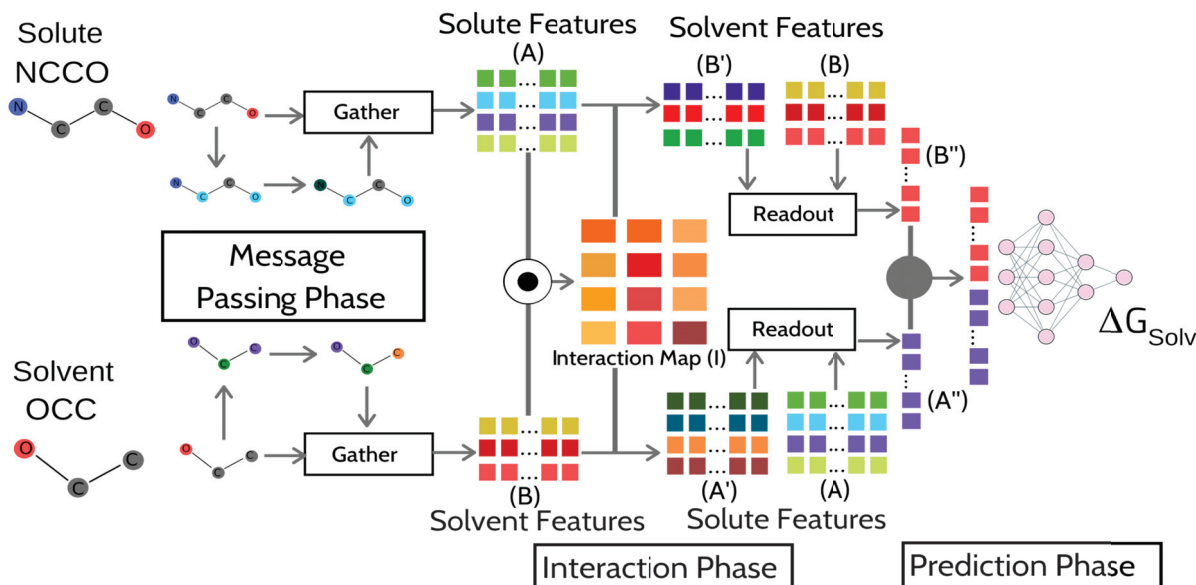 Solute
NCCO
N
C
C
O
N
C
C
O
Gather
N
C
C
O
N
C
C
O
Solute Features
(A)
...
...
...
...
Solvent Features
(B')
(B)
...
...
...
...
...
...
(B'')
Readout
Message
Passing Phase
Interaction Map (I)
Readout
ΔG Solv
O
C
C
O
C
C
Solvent
OCC
O
C
C
O
C
C
Gather
...
...
...
(B)
Solvent Features
...
...
...
...
(A')
...
...
...
...
(A)
Solute Features
(A'')
Interaction Phase
Prediction Phase